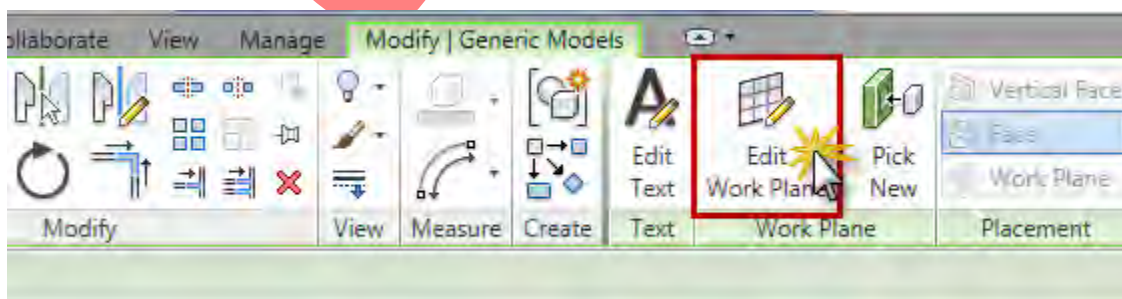 ollaborate View Manage Modify | Generic Models
Vertical Face
Edit Edit Pick Face
Text Work Plane New Work Plane
Modify View Measure Create Text Work Plane Placement